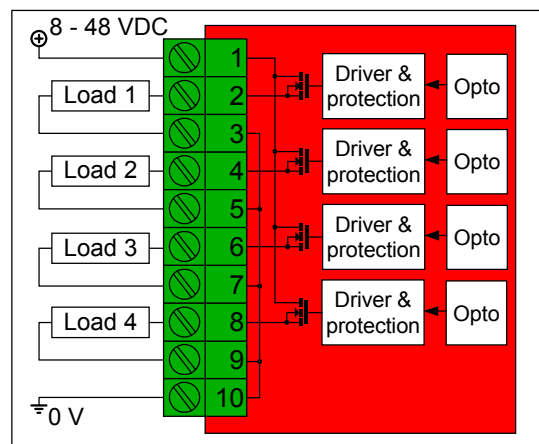 8 - 48 VDC
1
Driver &
protection
Opto
Load 1
2
3
Driver &
protection
Opto
Load 2
4
5
Driver &
protection
Opto
Load 3
6
7
Driver &
protection
Opto
Load 4
8
9
10
0 V